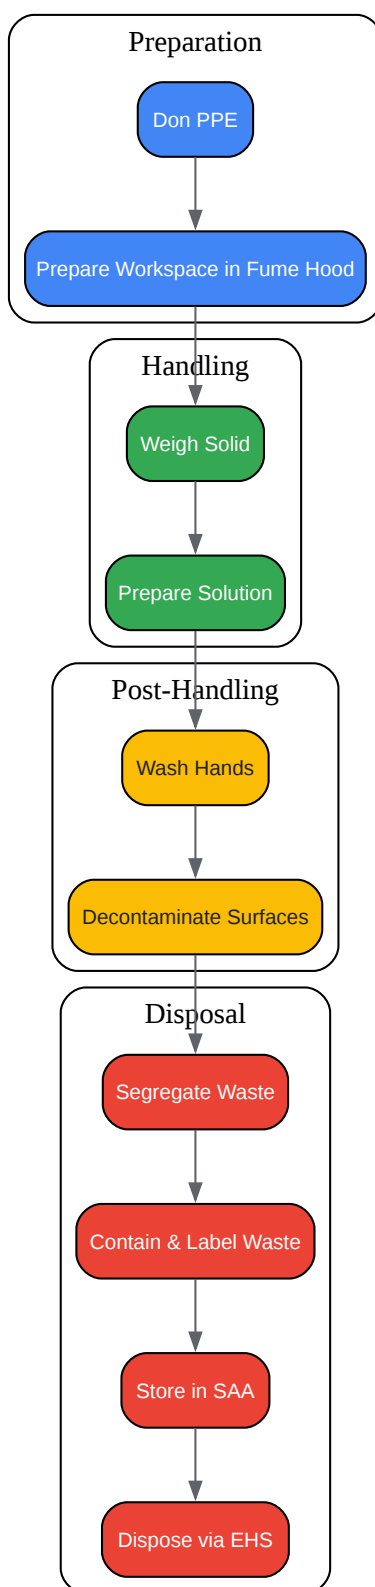 Preparation
Don PPE
Prepare Workspace in Fume Hood
Handling
Weigh Solid
Prepare Solution
Post-Handling
Wash Hands
Decontaminate Surfaces
Disposal
Segregate Waste
Contain & Label Waste
Store in SAA
Dispose via EHS